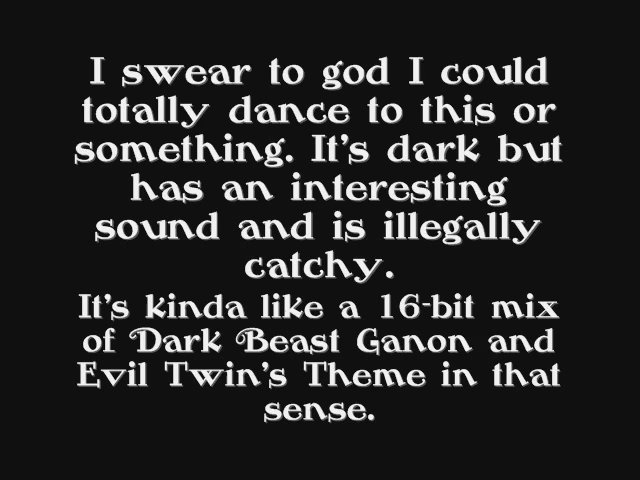 I swear to god I could
totally dance to this or
something. It's dark but
has an interesting
sound and is illegally
catchy.
It's kinda like a 16-bit mix
of Dark Beast Ganon and
Evil Twin's Theme in that
sense.